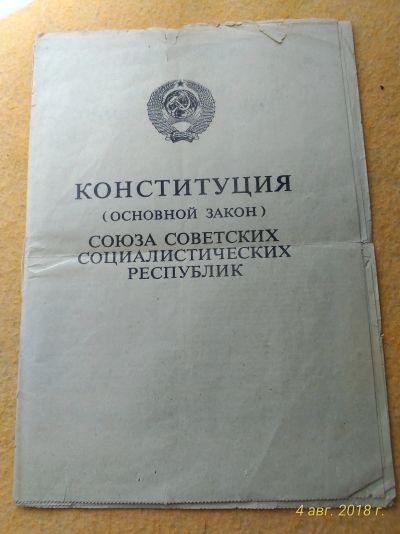 КОНСТИТУЦИЯ
(ОСНОВНОЙ ЗАКОН)
СОЮЗА СОВЕТСКИХ
СОЦИАЛИСТИЧЕСКИХ
РЕСПУБЛИК
4 авг. 2018 г.